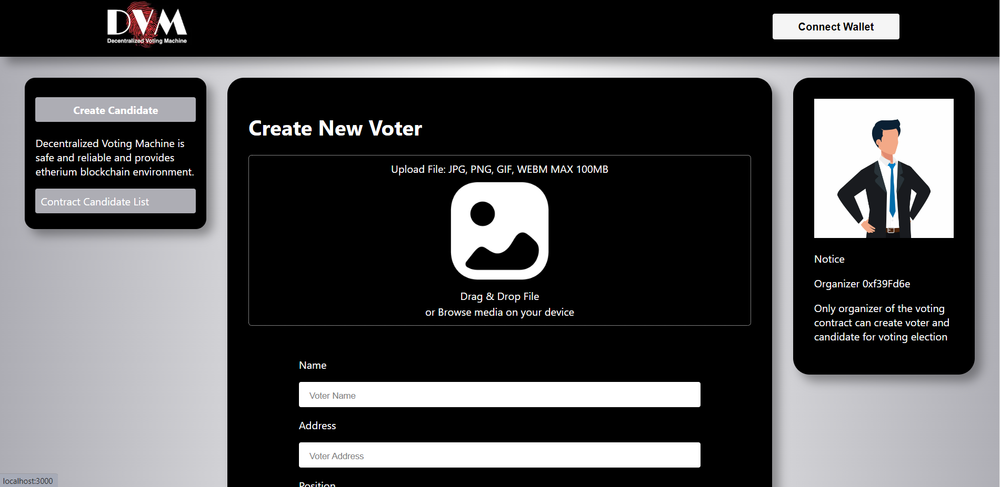 DVM
Decentralized Voting Machine
Connect Wallet
Create Candidate
Decentralized Voting Machine is
safe and reliable and provides
etherium blockchain environment.
Contract Candidate List
Create New Voter
Upload File: JPG, PNG, GIF, WEBM MAX 100MB
Drag & Drop File
or Browse media on your device
Name
Voter Name
Address
Voter Address
Position
Notice
Organizer 0xf39Fd6e
Only organizer of the voting
contract can create voter and
candidate for voting election
localhost:3000